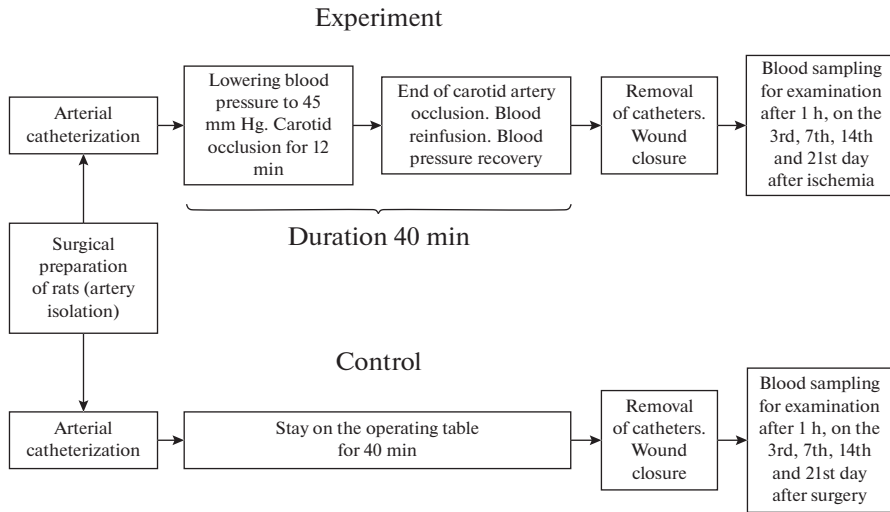 Experiment
Arterial
catheterization
Lowering blood
pressure to 45
mm Hg. Carotid
occlusion for 12
min
End of carotid artery
occlusion. Blood
reinfusion. Blood
pressure recovery
Removal
of catheters.
Wound
closure
Blood sampling
for examination
after 1 h, on the
3rd, 7th, 14th
and 21st day
after ischemia
Duration 40 min
Surgical
preparation
of rats (artery
isolation)
Control
Arterial
catheterization
Stay on the operating table
for 40 min
Removal
of catheters.
Wound
closure
Blood sampling
for examination
after 1 h, on the
3rd, 7th, 14th
and 21st day
after surgery